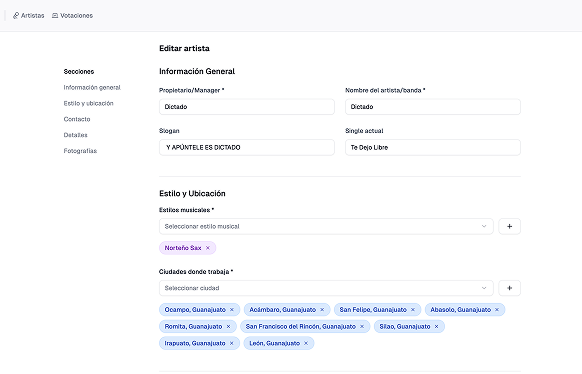 Artistas Votaciones
Editar artista
Secciones
Información general
Estilo y ubicación
Contacto
Detalles
Fotografías
Información General
Propietario/Manager * Nombre del artista/banda *
Dictado Dictado
Slogan Single actual
Y APÚNTELE ES DICTADO Te Dejo Libre
Estilo y Ubicación
Estilos musicales *
Seleccionar estilo musical +
Norteño Sax ×
Ciudades donde trabaja *
Seleccionar ciudad +
Ocampo, Guanajuato × Acámbaro, Guanajuato × San Felipe, Guanajuato × Abasolo, Guanajuato ×
Romita, Guanajuato × San Francisco del Rincón, Guanajuato × Silao, Guanajuato ×
Irapuato, Guanajuato × León, Guanajuato ×